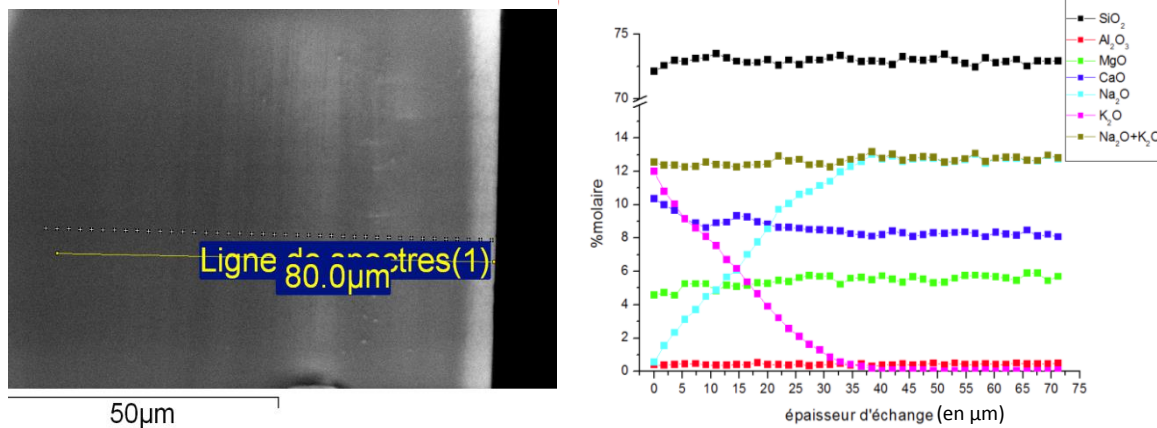 Ligne de spectres(1)
80.0µm
50µm
SiO₂
Al₂O₃
MgO
CaO
Na₂O
K₂O
Na₂O+K₂O
75
70
14
12
10
8
6
4
2
0
%molaire
0 5 10 15 20 25 30 35 40 45 50 55 60 65 70 75
épaisseur d'échange (en µm)